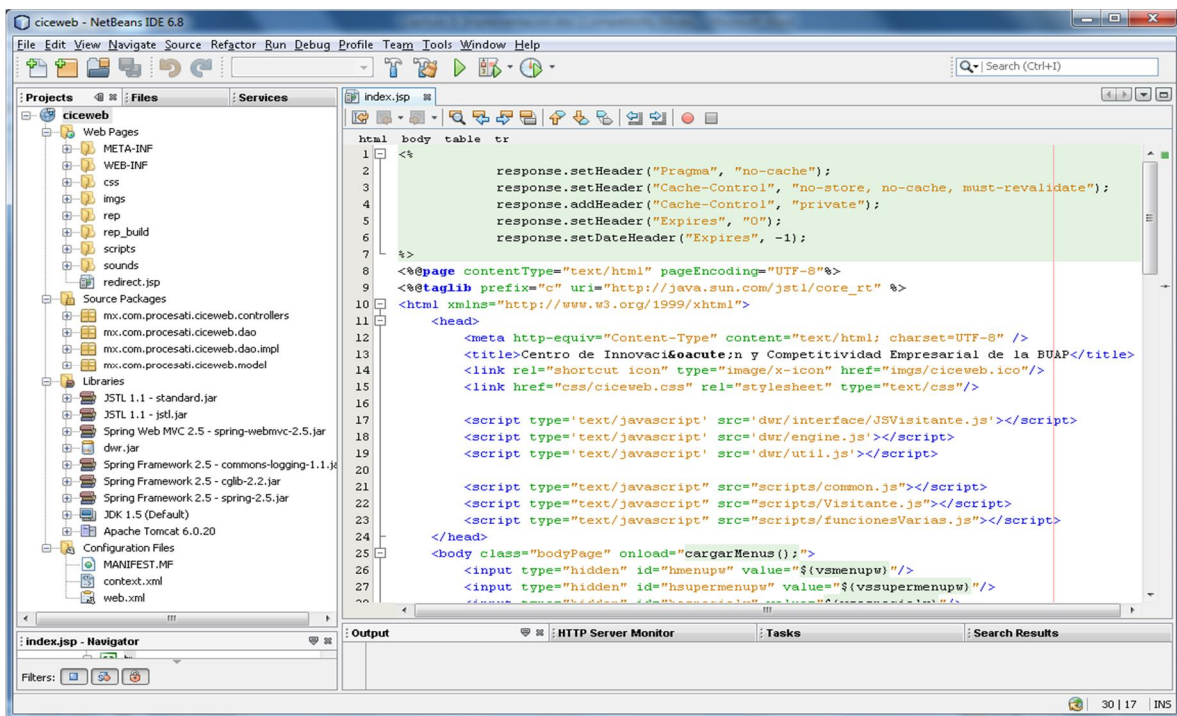 ciceweb - NetBeans IDE 6.8
File Edit View Navigate Source Refactor Run Debug Profile Team Tools Window Help
Search (Ctrl+I)
Projects Files Services
ciceweb
Web Pages
META-INF
WEB-INF
css
imgs
rep
rep_build
scripts
sounds
redirect.jsp
Source Packages
mx.com.procesati.ciceweb.controllers
mx.com.procesati.ciceweb.dao
mx.com.procesati.ciceweb.dao.impl
mx.com.procesati.ciceweb.model
Libraries
JSTL 1.1 - standard.jar
JSTL 1.1 - jstl.jar
Spring Web MVC 2.5 - spring-webmvc-2.5.jar
dwr.jar
Spring Framework 2.5 - commons-logging-1.1.ja
Spring Framework 2.5 - cglib-2.2.jar
Spring Framework 2.5 - spring-2.5.jar
JDK 1.5 (Default)
Apache Tomcat 6.0.20
Configuration Files
MANIFEST.MF
context.xml
web.xml
index.jsp - Navigator
Filters:
index.jsp
html body table tr
1 <%
2 response.setHeader("Pragma", "no-cache");
3 response.setHeader("Cache-Control", "no-store, no-cache, must-revalidate");
4 response.addHeader("Cache-Control", "private");
5 response.setHeader("Expires", "0");
6 response.setDateHeader("Expires", -1);
7 %>
8 <%@page contentType="text/html" pageEncoding="UTF-8"%>
9 <%@taglib prefix="c" uri="http://java.sun.com/jstl/core_rt" %>
10 <html xmlns="http://www.w3.org/1999/xhtml">
11 <head>
12 <meta http-equiv="Content-Type" content="text/html; charset=UTF-8" />
13 <title>Centro de Innovaci&oacute;n y Competitividad Empresarial de la BUAP</title>
14 <link rel="shortcut icon" type="image/x-icon" href="imgs/ciceweb.ico"/>
15 <link href="css/ciceweb.css" rel="stylesheet" type="text/css"/>
16
17 <script type='text/javascript' src='dwr/interface/JSVisitante.js'></script>
18 <script type='text/javascript' src='dwr/engine.js'></script>
19 <script type='text/javascript' src='dwr/util.js'></script>
20
21 <script type="text/javascript" src="scripts/common.js"></script>
22 <script type="text/javascript" src="scripts/Visitante.js"></script>
23 <script type="text/javascript" src="scripts/funcionesVarias.js"></script>
24 </head>
25 <body class="bodyPage" onload="cargarMenus();">
26 <input type="hidden" id="hmenupw" value="${vsmenupw}"/>
27 <input type="hidden" id="hsupermenupw" value="${vssupermenupw}"/>
Output HTTP Server Monitor Tasks Search Results
30 | 17 INS